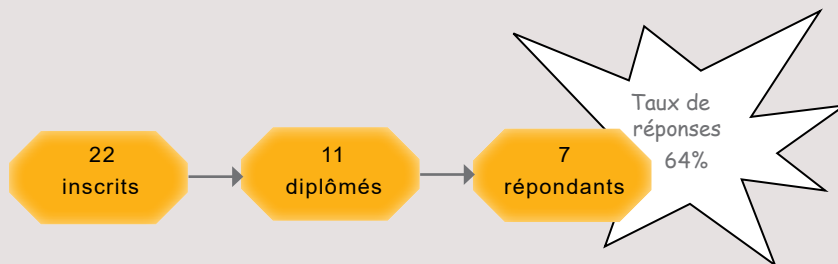 22
inscrits
11
diplômés
7
répondants
Taux de
réponses
64%